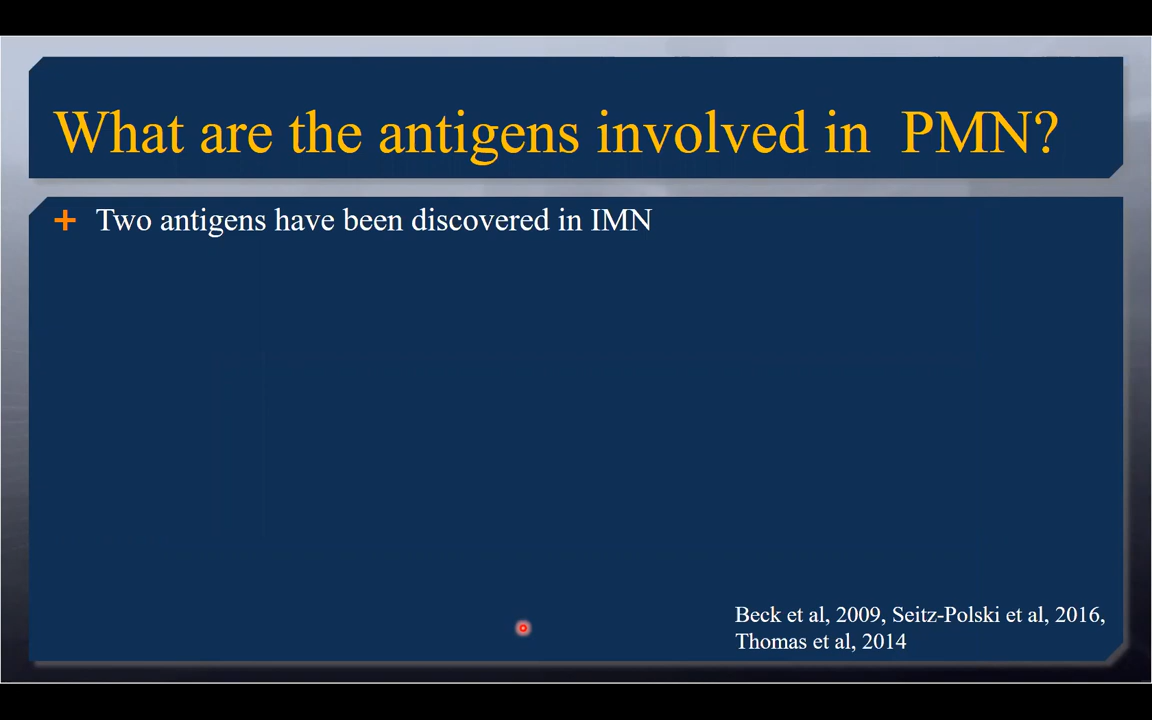 What are the antigens involved in PMN?
Two antigens have been discovered in IMN
Beck et al, 2009, Seitz-Polski et al, 2016,
Thomas et al, 2014